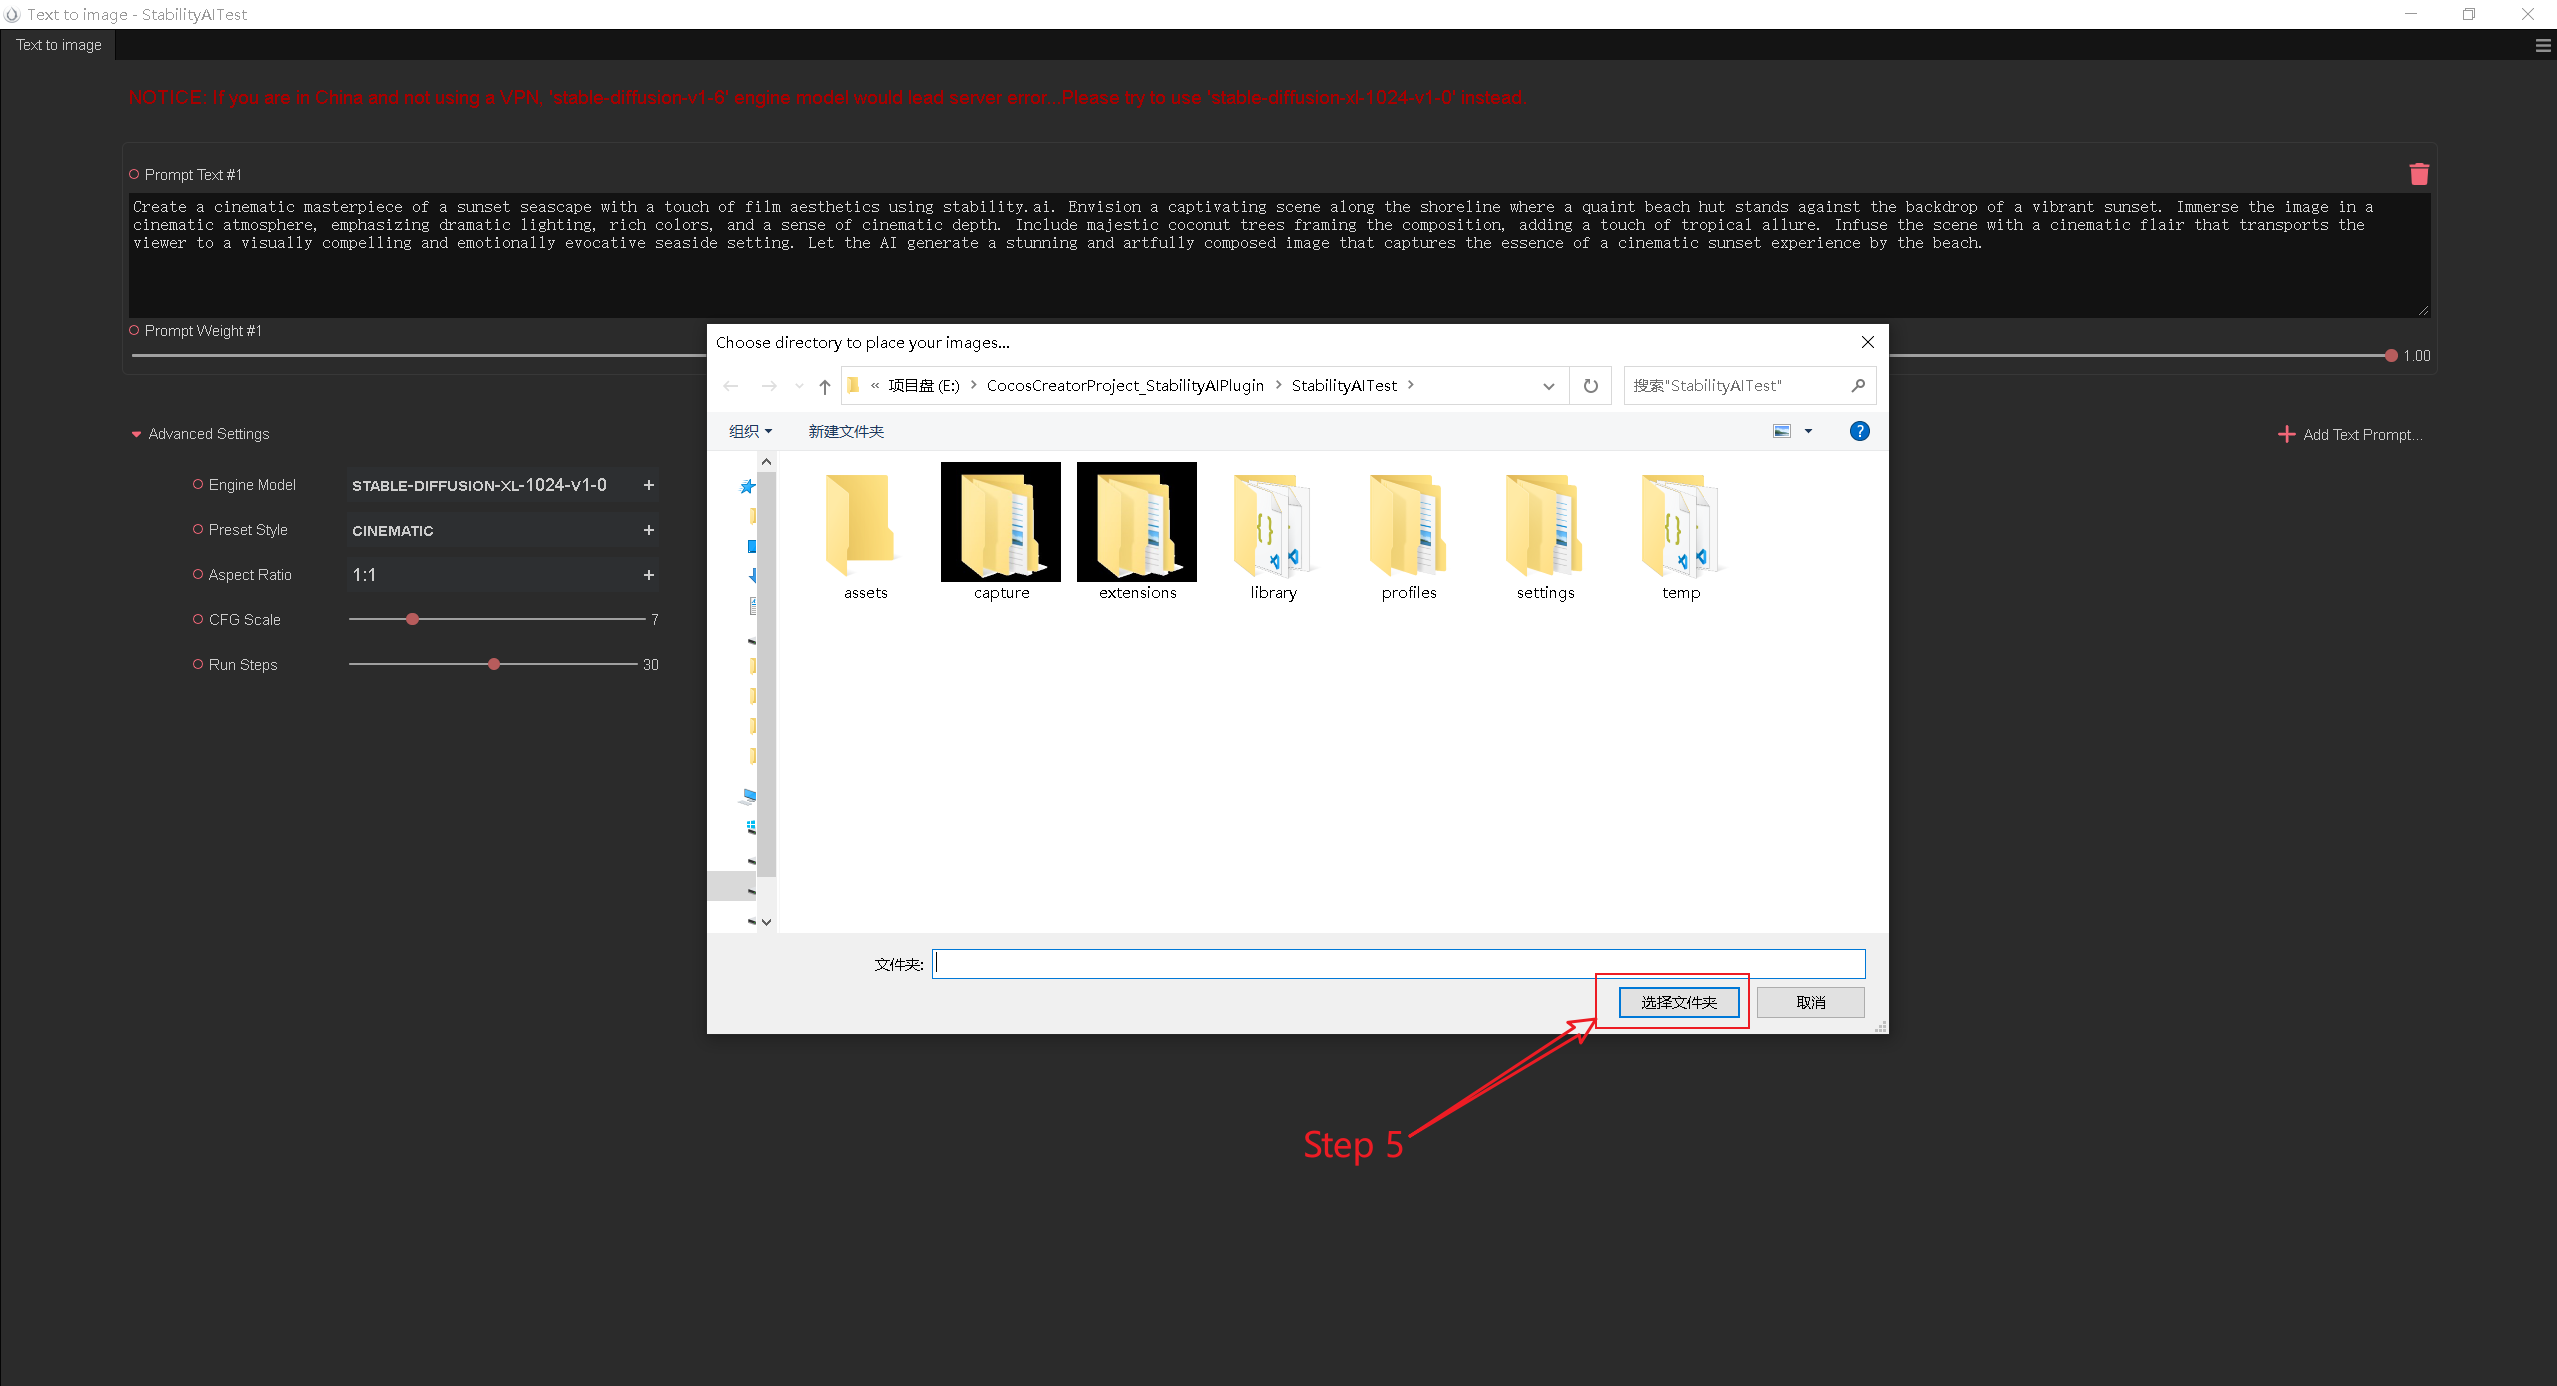 Text to image - StabilityAITest
Text to image
NOTICE: If you are in China and not using a VPN, 'stable-diffusion-v1-6' engine model would lead server error...Please try to use 'stable-diffusion-xl-1024-v1-0' instead.
Prompt Text #1
Create a cinematic masterpiece of a sunset seascape with a touch of film aesthetics using stability.ai. Envision a captivating scene along the shoreline where a quaint beach hut stands against the backdrop of a vibrant sunset. Immerse the image in a
cinematic atmosphere, emphasizing dramatic lighting, rich colors, and a sense of cinematic depth. Include majestic coconut trees framing the composition, adding a touch of tropical allure. Infuse the scene with a cinematic flair that transports the
viewer to a visually compelling and emotionally evocative seaside setting. Let the AI generate a stunning and artfully composed image that captures the essence of a cinematic sunset experience by the beach.
Prompt Weight #1
1.00
Choose directory to place your images...
« 项目盘 (E:) › CocosCreatorProject_StabilityAIPlugin › StabilityAITest ›
搜索"StabilityAITest"
组织
新建文件夹
Advanced Settings
Add Text Prompt...
Engine Model
STABLE-DIFFUSION-XL-1024-V1-0
Preset Style
CINEMATIC
Aspect Ratio
1:1
CFG Scale
7
Run Steps
30
assets
capture
extensions
library
profiles
settings
temp
文件夹:
选择文件夹
取消
Step 5